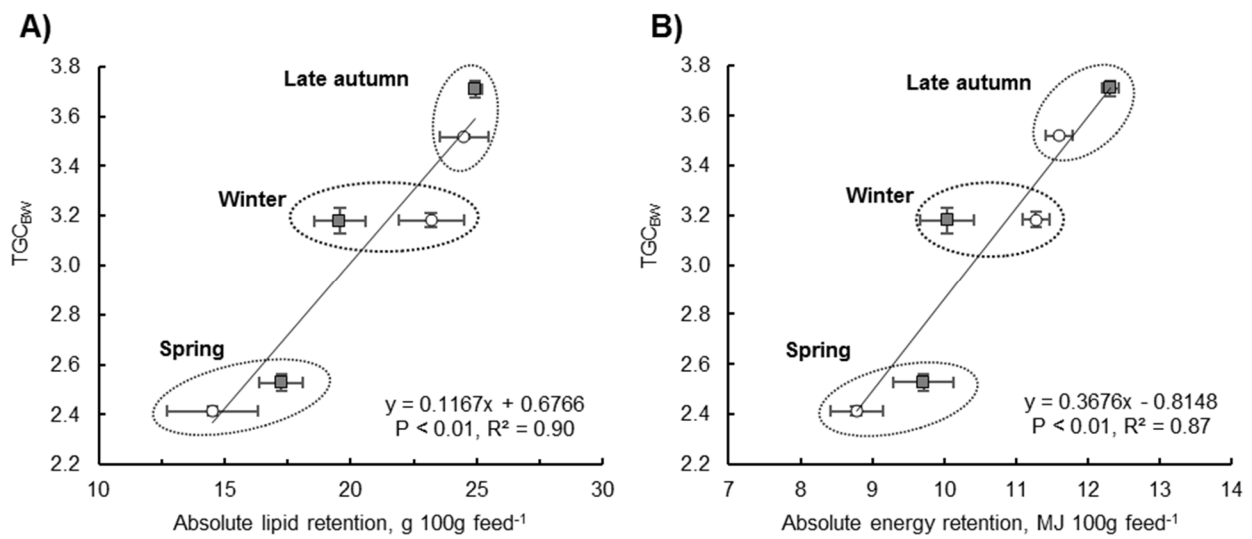 A)
3.8
3.6
3.4
3.2
3.0
2.8
2.6
2.4
2.2
TGC_BW
Late autumn
Winter
Spring
y = 0.1167x + 0.6766
P < 0.01, R² = 0.90
10 15 20 25 30
Absolute lipid retention, g 100g feed⁻¹
B)
3.8
3.6
3.4
3.2
3.0
2.8
2.6
2.4
2.2
TGC_BW
Late autumn
Winter
Spring
y = 0.3676x - 0.8148
P < 0.01, R² = 0.87
7 8 9 10 11 12 13 14
Absolute energy retention, MJ 100g feed⁻¹